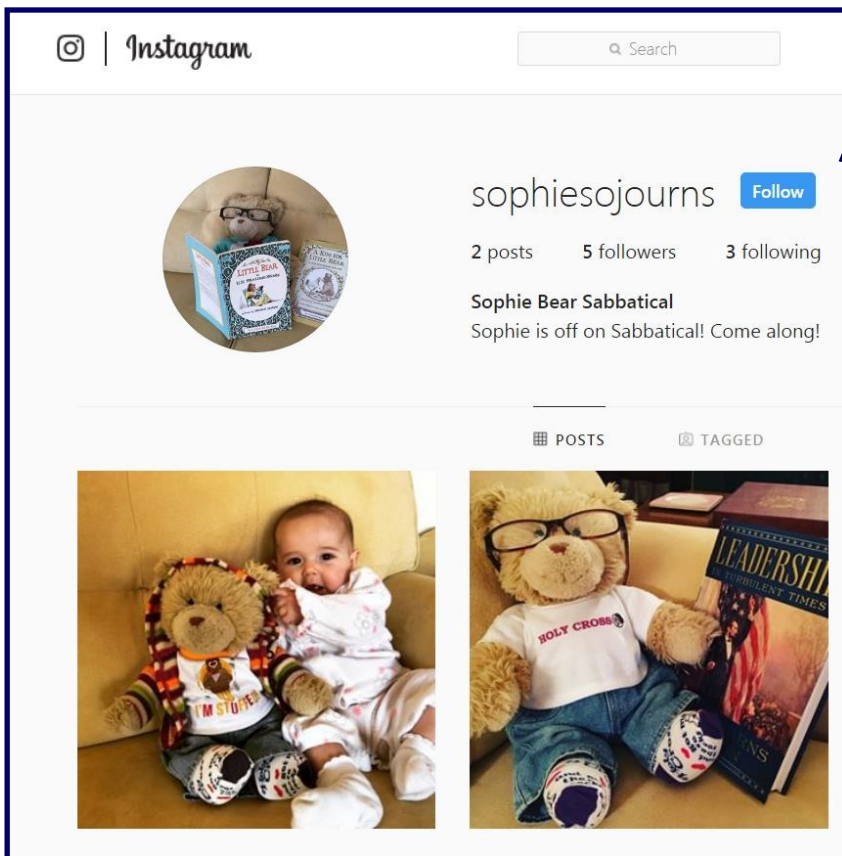 Instagram
Search
sophiesojourns Follow
2 posts 5 followers 3 following
Sophie Bear Sabbatical
Sophie is off on Sabbatical! Come along!
POSTS TAGGED
LITTLE BEAR
A KISS FOR
LITTLE BEAR
I'M STUFFED
HOLY CROSS
LEADERSHI
IN TURBULENT TIMES